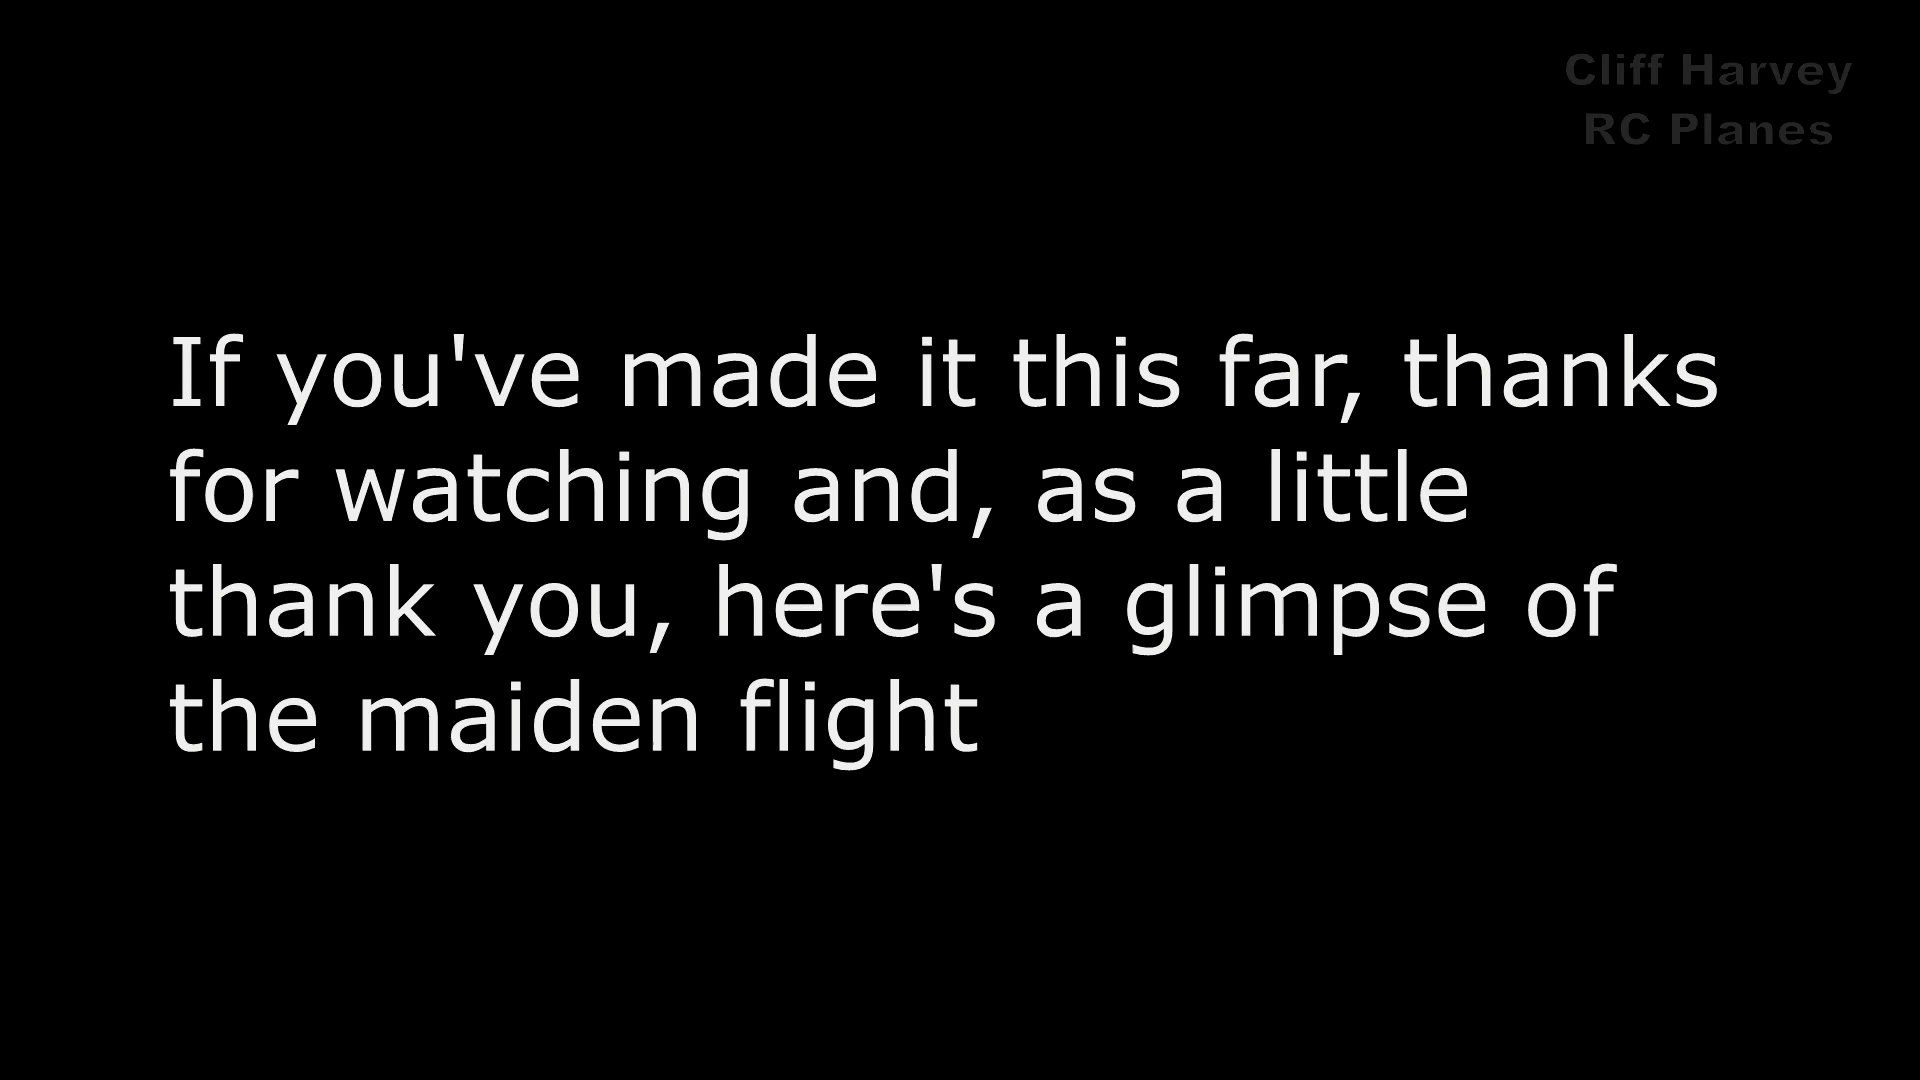 Cliff Harvey
RC Planes
If you've made it this far, thanks
for watching and, as a little
thank you, here's a glimpse of
the maiden flight